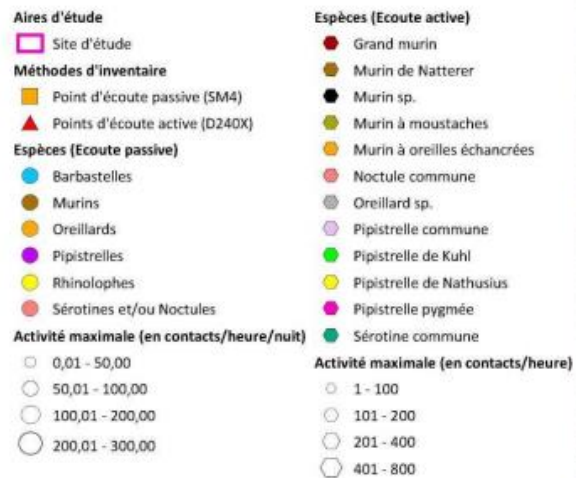 Aires d'étude
Site d'étude
Méthodes d'inventaire
Point d'écoute passive (SM4)
Points d'écoute active (D240X)
Espèces (Ecoute passive)
Barbastelles
Murins
Oreillards
Pipistrelles
Rhinolophes
Sérotines et/ou Noctules
Activité maximale (en contacts/heure/nuit)
0,01 - 50,00
50,01 - 100,00
100,01 - 200,00
200,01 - 300,00
Espèces (Ecoute active)
Grand murin
Murin de Natterer
Murin sp.
Murin à moustaches
Murin à oreilles échancrées
Noctule commune
Oreillard sp.
Pipistrelle commune
Pipistrelle de Kuhl
Pipistrelle de Nathusius
Pipistrelle pygmée
Sérotine commune
Activité maximale (en contacts/heure)
1 - 100
101 - 200
201 - 400
401 - 800